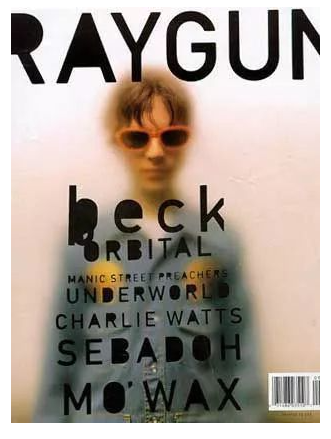 RAYGUN
beck
ORBITAL
MANIC STREET PREACHERS
UNDERWORLD
CHARLIE WATTS
SEBADOH
MO'WAX